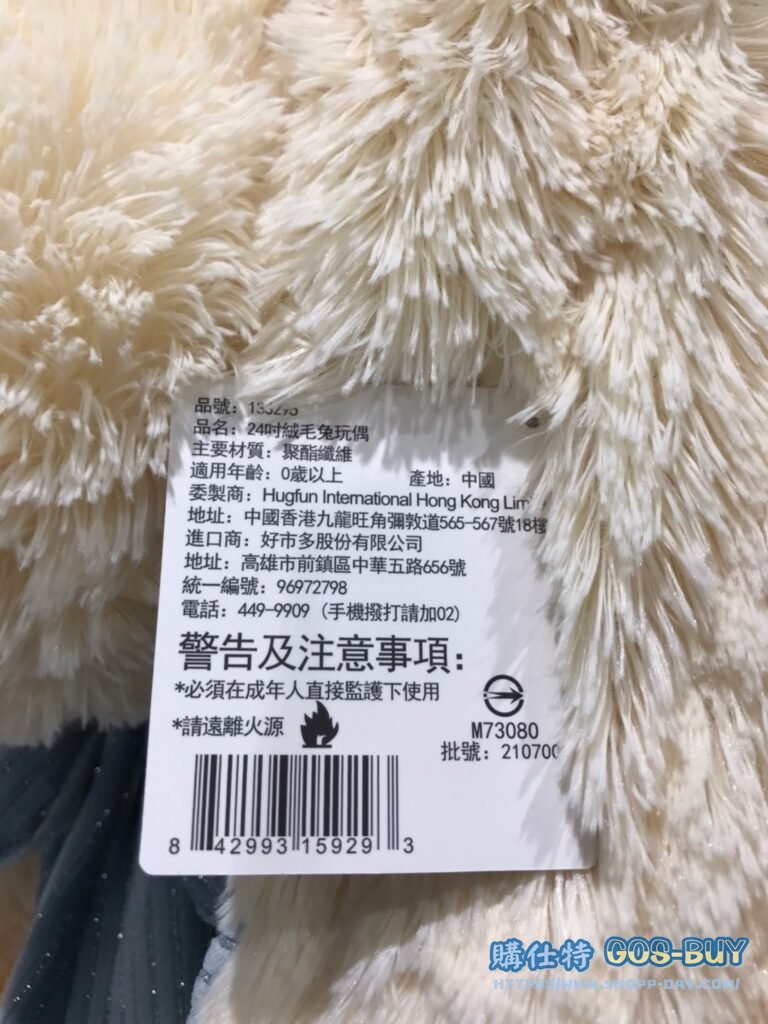 品號：
品名：24吋絨毛兔玩偶
主要材質：聚酯纖維
適用年齡：0歲以上 產地：中國
委製商：Hugfun International Hong Kong
地址：中國香港九龍旺角彌敦道565-567號18樓
進口商：好市多股份有限公司
地址：高雄市前鎮區中華五路656號
統一編號：96972798
電話：449-9909 (手機撥打請加02)
警告及注意事項：
*必須在成年人直接監護下使用
*請遠離火源
M73080
批號：210700
8 42993 15929 3
購仕特 GOS-BUY
HTTPS://WWW.SHOPP-DAY.COM/